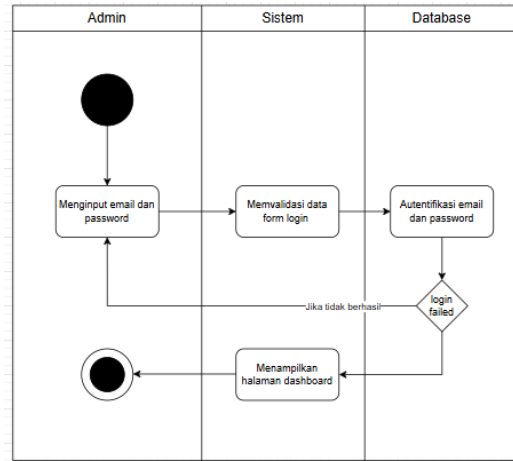 Admin
Sistem
Database
Menginput email dan
password
Memvalidasi data
form login
Autentifikasi email
dan password
Jika tidak berhasil
login
failed
Menampilkan
halaman dashboard